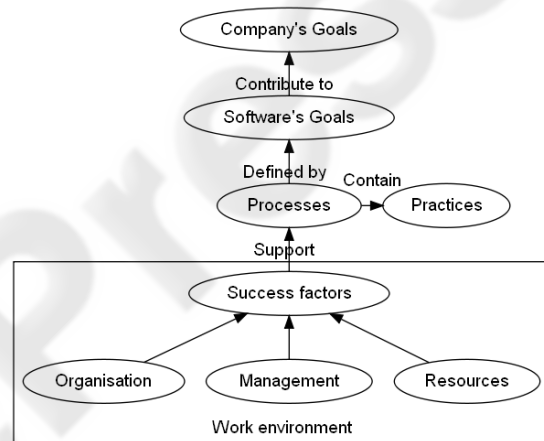 Company's Goals
Contribute to
Software's Goals
Defined by
Contain
Processes
Practices
Support
Success factors
Organisation
Management
Resources
Work environment